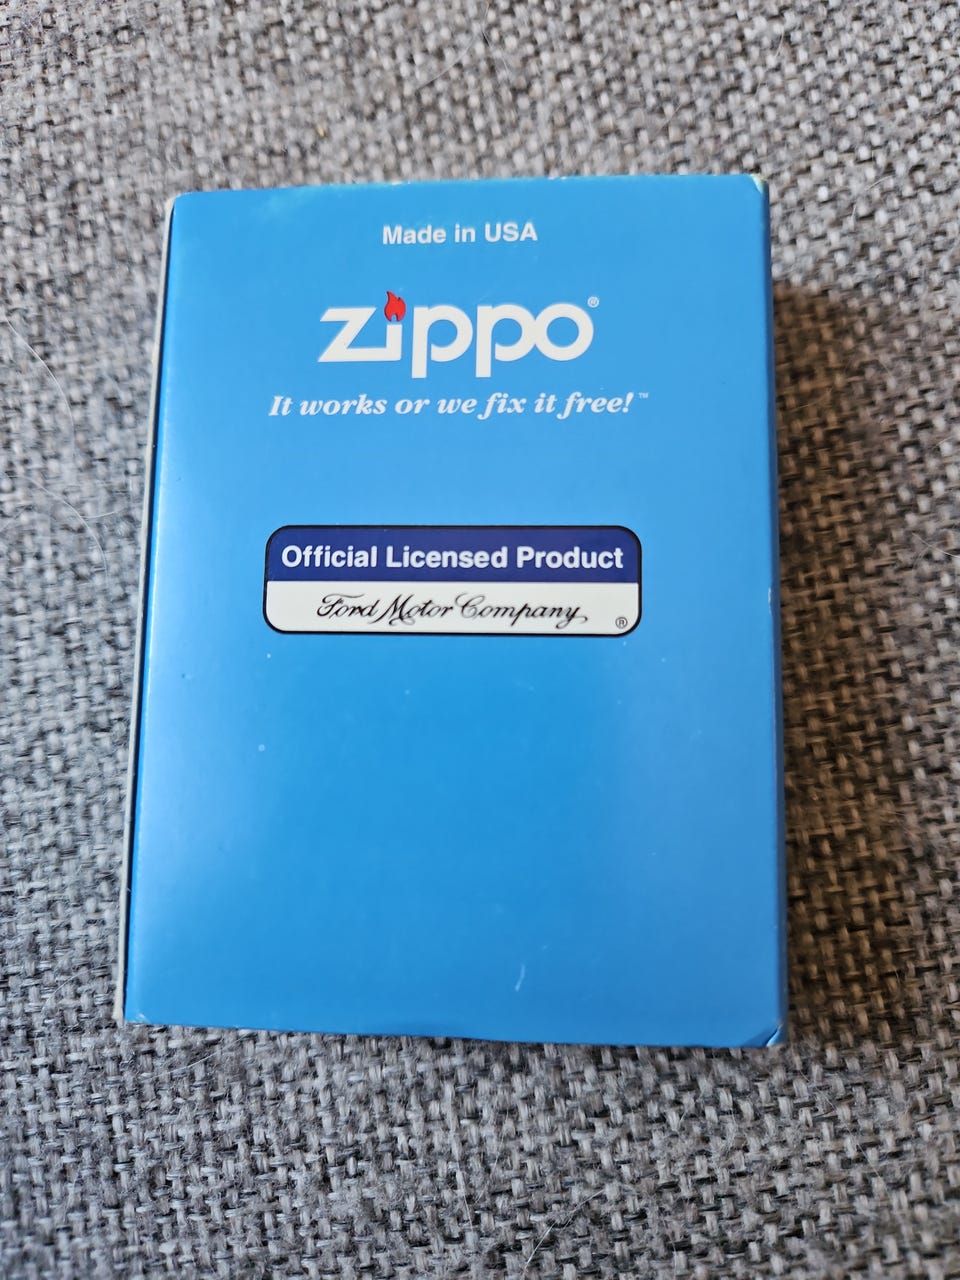 Made in USA
zippo®
It works or we fix it free!™
Official Licensed Product
Ford Motor Company ®